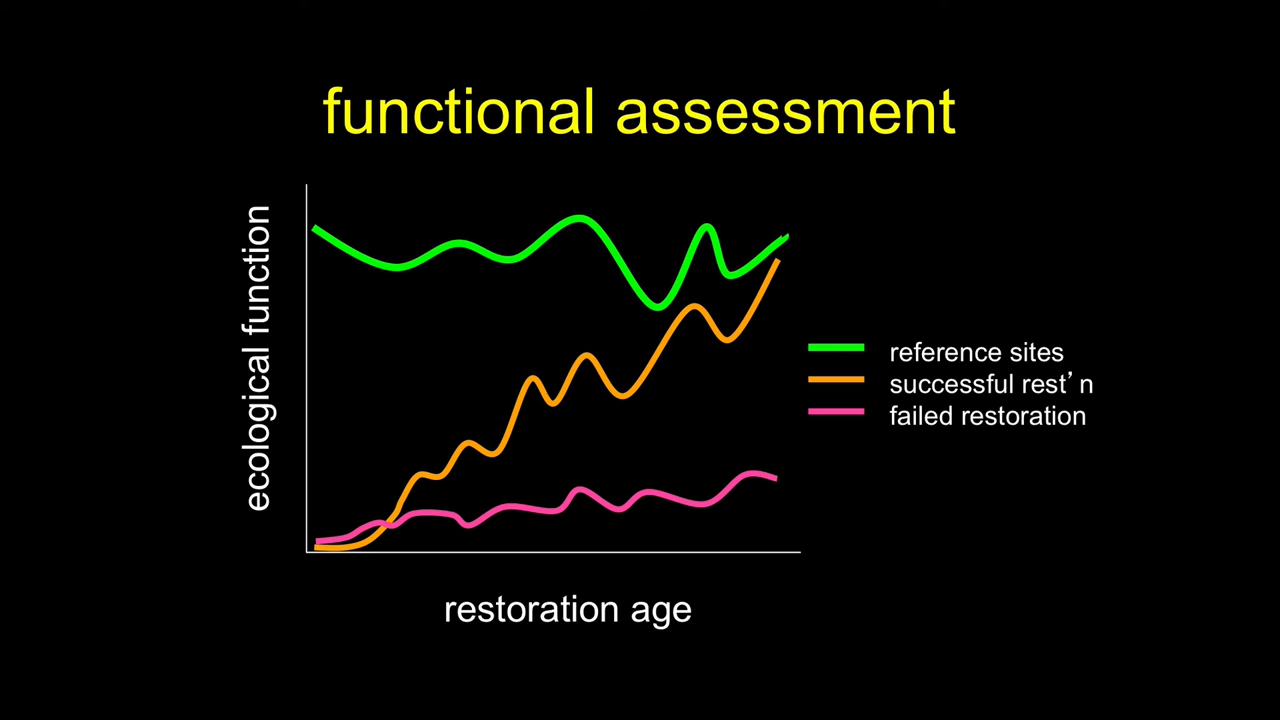 functional assessment
ecological function
reference sites
successful rest’ n
failed restoration
restoration age